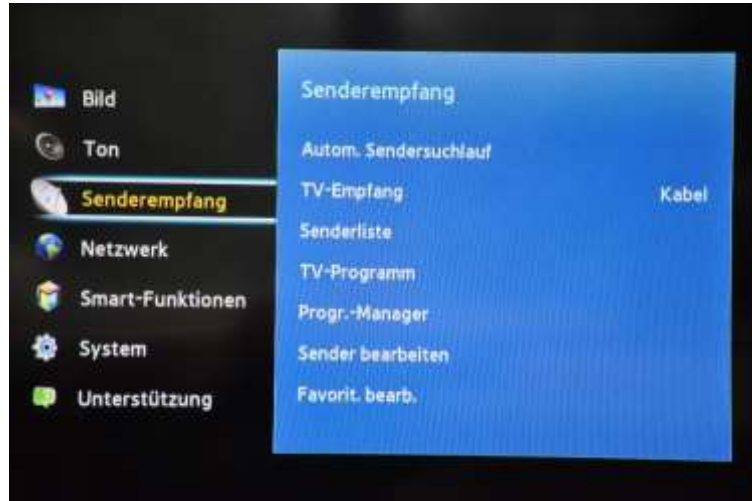 Bild
Ton
Senderempfang
Netzwerk
Smart-Funktionen
System
Unterstützung
Senderempfang
Autom. Sendersuchlauf
TV-Empfang Kabel
Senderliste
TV-Programm
Progr.-Manager
Sender bearbeiten
Favorit. bearb.